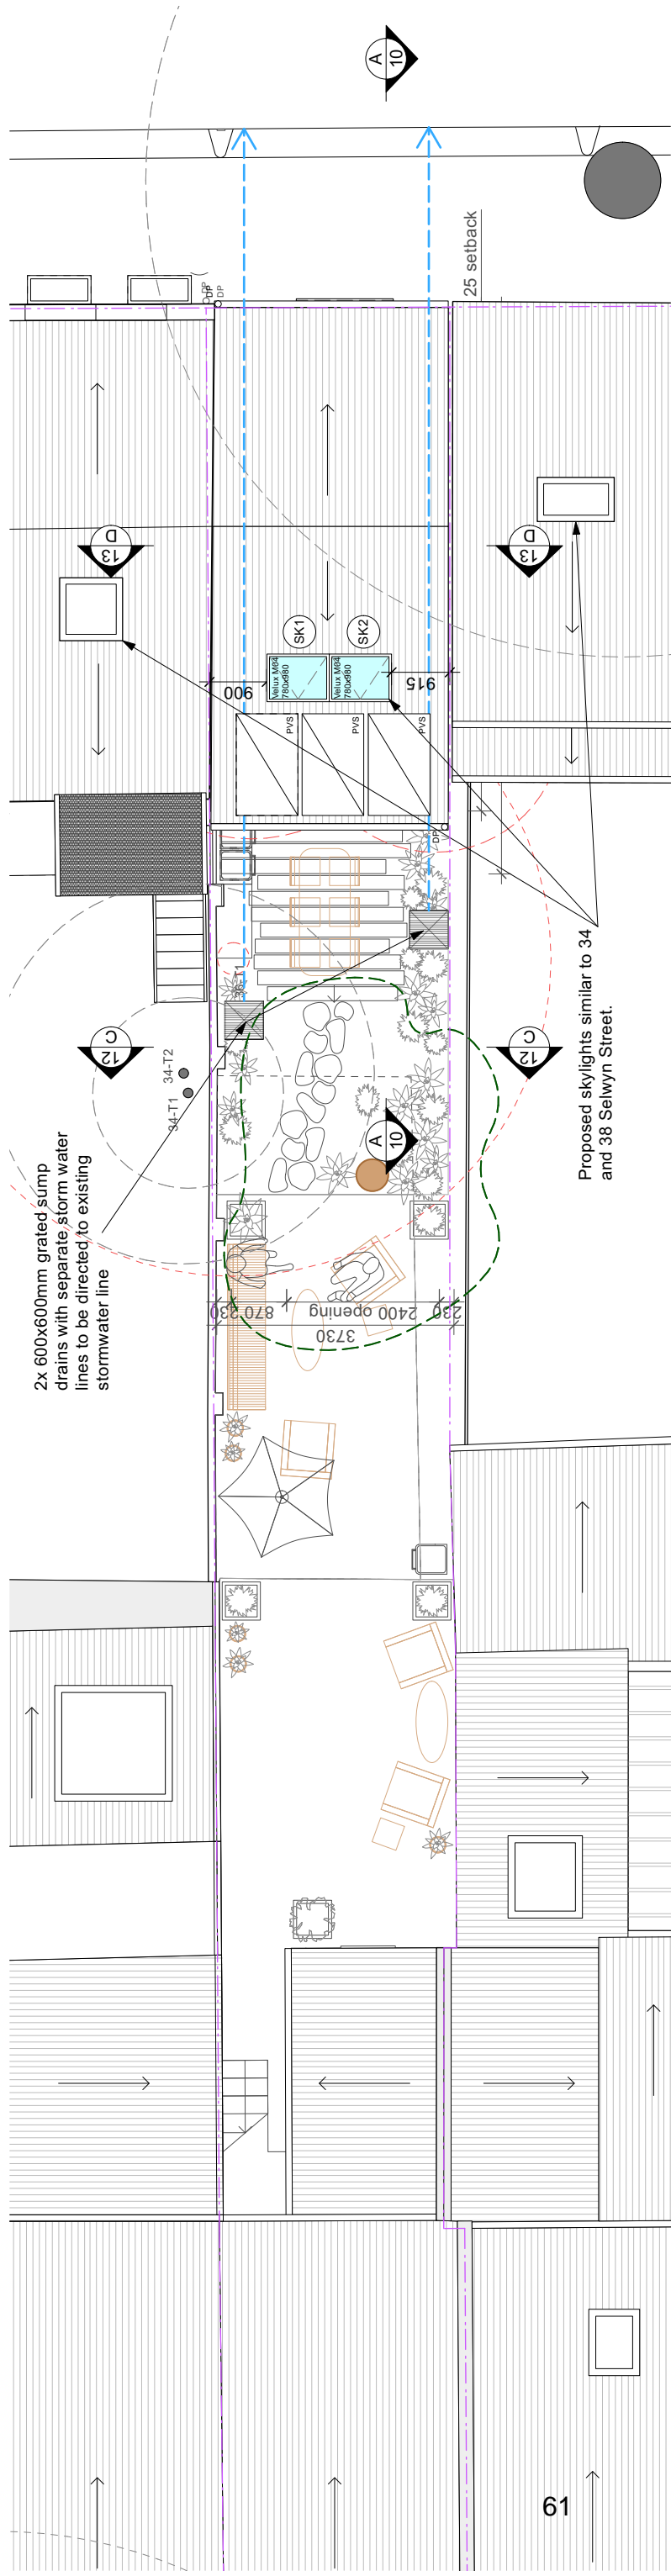 A
10
25 setback
DP
DP
D
13
D
13
SK1
SK2
Velux M04
780x980
Velux M04
780x980
900
915
PVS
PVS
PVS
DP
C
12
C
12
34-T2
34-T1
36-T1
A
10
2x 600x600mm grated sump
drains with separate storm water
lines to be directed to existing
stormwater line
Proposed skylights similar to 34
and 38 Selwyn Street.
230
870
2400 opening
230
3730
61